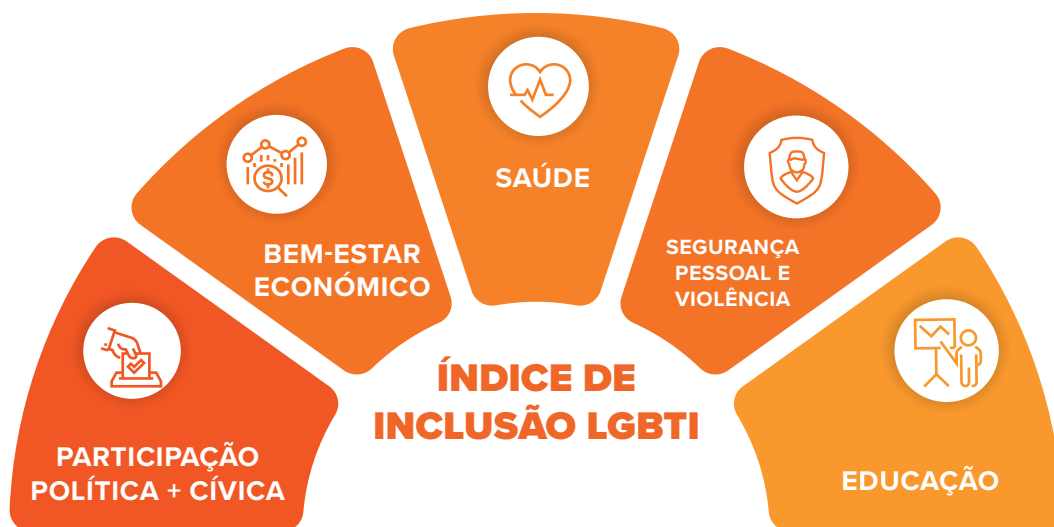 PARTICIPAÇÃO
POLÍTICA + CÍVICA
BEM-ESTAR
ECONÓMICO
SAÚDE
SEGURANÇA
PESSOAL E
VIOLÊNCIA
EDUCAÇÃO
ÍNDICE DE
INCLUSÃO LGBTI